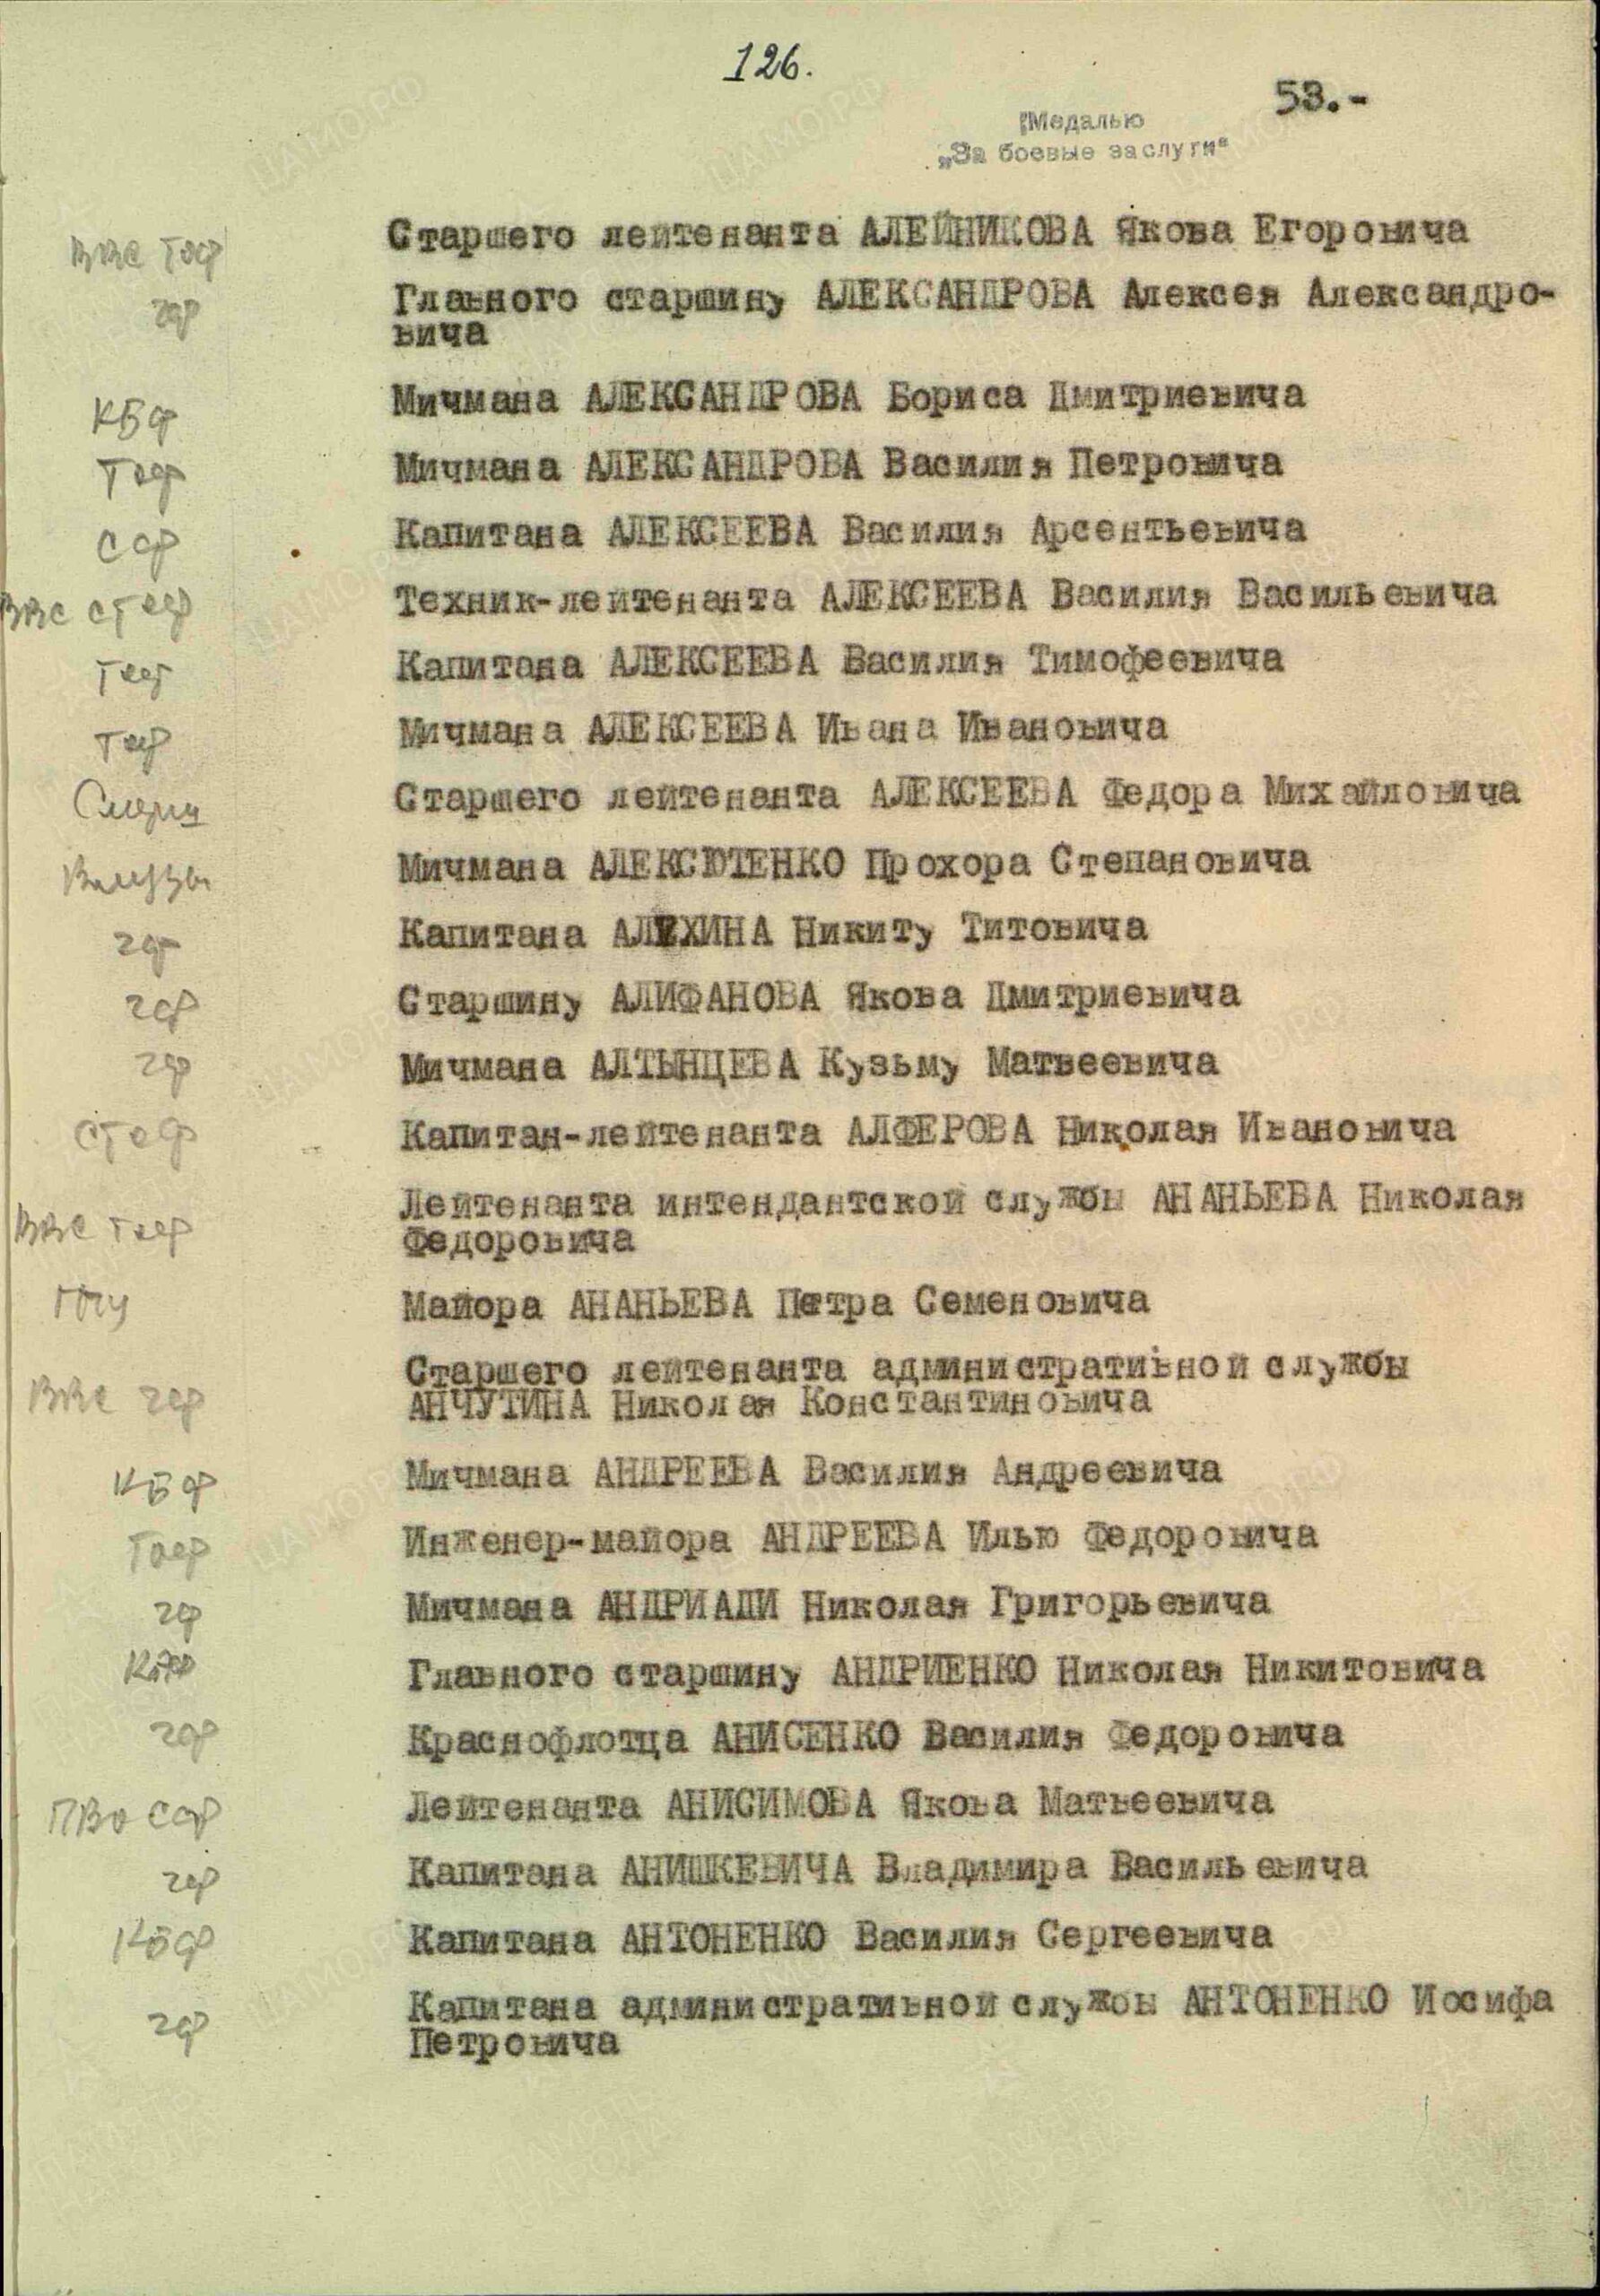 126.
53.-
Медалью
„За боевые заслуги"
ВВС ТОФ Старшего лейтенанта АЛЕЙНИКОВА Якова Егоровича
Главного старшину АЛЕКСАНДРОВА Алексея Александро-
вича
КБФ Мичмана АЛЕКСАНДРОВА Бориса Дмитриевича
ТОФ Мичмана АЛЕКСАНДРОВА Василия Петровича
СФ Капитана АЛЕКСЕЕВА Василия Арсентьевича
ВВС СТОФ Техник-лейтенанта АЛЕКСЕЕВА Василия Васильевича
ТОФ Капитана АЛЕКСЕЕВА Василия Тимофеевича
ТОФ Мичмана АЛЕКСЕЕВА Ивана Ивановича
Смерш Старшего лейтенанта АЛЕКСЕЕВА Федора Михайловича
Мичмана АЛЕКСЮТЕНКО Прохора Степановича
Капитана АЛЕХИНА Никиту Титовича
ЧФ Старшину АЛИФАНОВА Якова Дмитриевича
ЧФ Мичмана АЛТЫНЦЕВА Кузьму Матвеевича
СТОФ Капитан-лейтенанта АЛФЕРОВА Николая Ивановича
ВВС ТОФ Лейтенанта интендантской службы АНАНЬЕВА Николая
Федоровича
Майора АНАНЬЕВА Петра Семеновича
ВВС ЧФ Старшего лейтенанта административной службы
АНЧУТИНА Николая Константиновича
КБФ Мичмана АНДРЕЕВА Василия Андреевича
ТОФ Инженер-майора АНДРЕЕВА Илью Федоровича
ЧФ Мичмана АНДРИАДИ Николая Григорьевича
Главного старшину АНДРИЕНКО Николая Никитовича
ЧФ Краснофлотца АНИСЕНКО Василия Федоровича
ПВО СФ Лейтенанта АНИСИМОВА Якова Матвеевича
ЧФ Капитана АНИШКЕВИЧА Владимира Васильевича
КБФ Капитана АНТОНЕНКО Василия Сергеевича
ЧФ Капитана административной службы АНТОНЕНКО Иосифа
Петровича